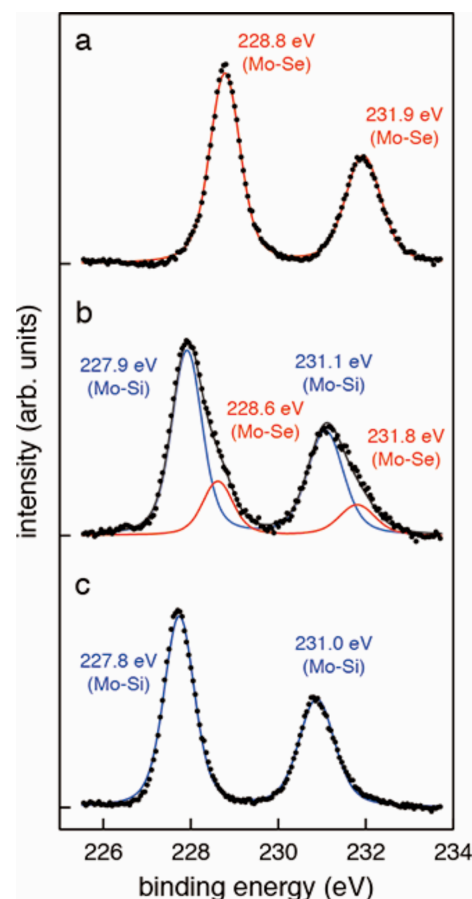 a
228.8 eV
(Mo-Se)
231.9 eV
(Mo-Se)
b
227.9 eV
(Mo-Si)
231.1 eV
(Mo-Si)
228.6 eV
(Mo-Se)
231.8 eV
(Mo-Se)
c
227.8 eV
(Mo-Si)
231.0 eV
(Mo-Si)
intensity (arb. units)
226 228 230 232 234
binding energy (eV)